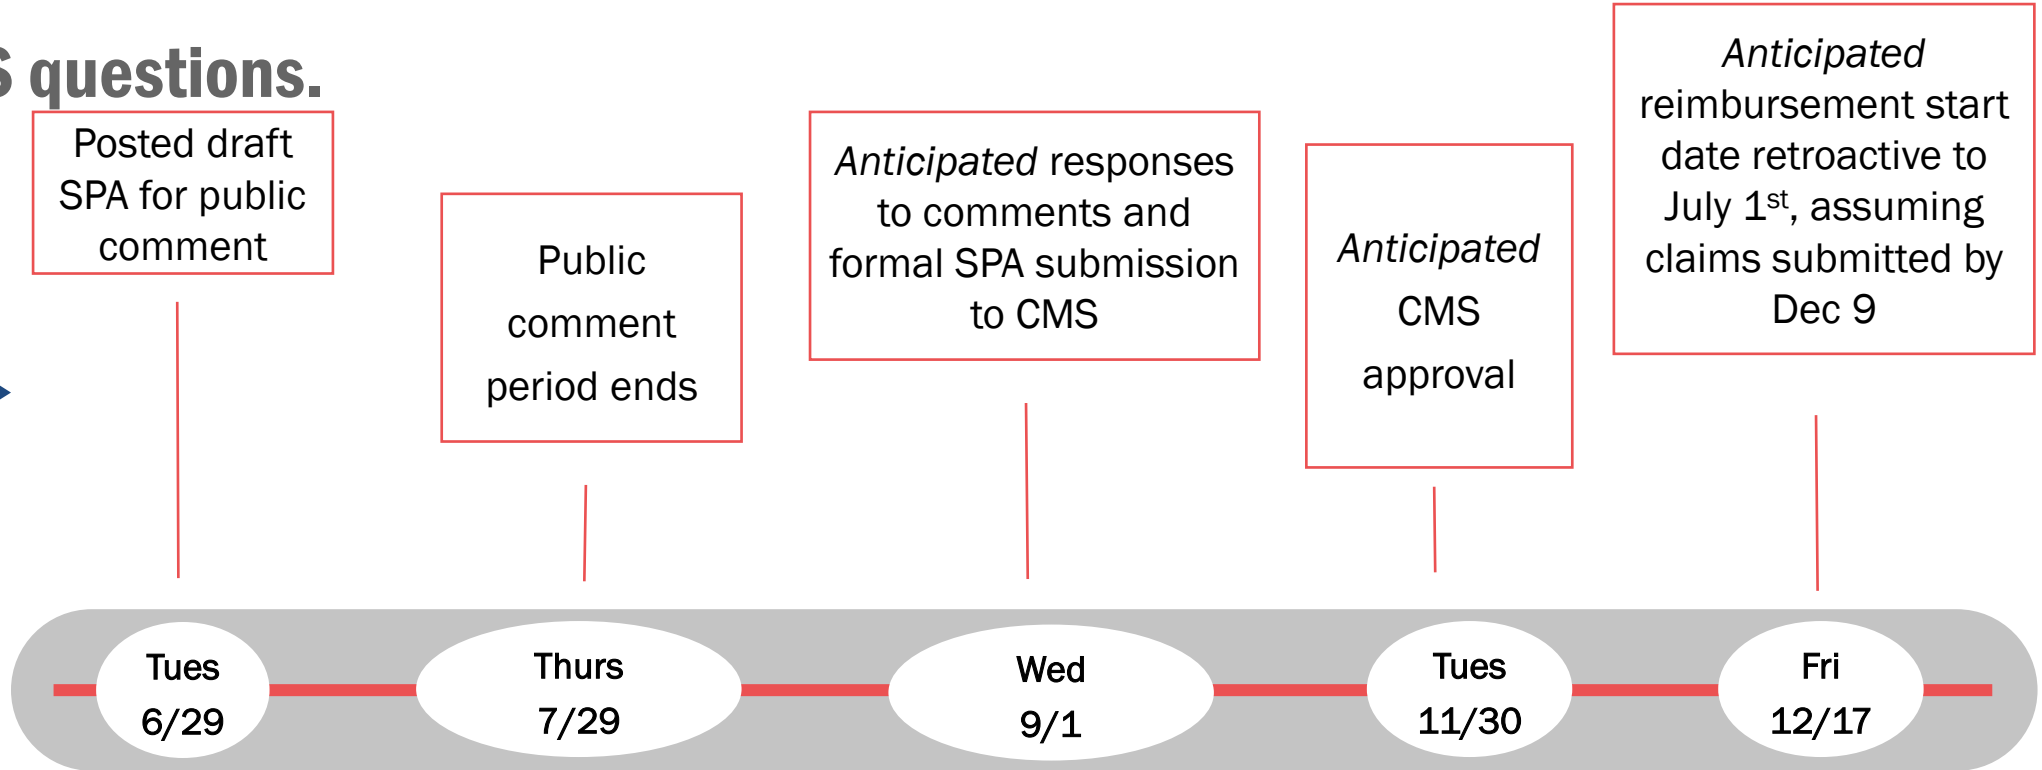 S questions.
Posted draft
SPA for public
comment
Public
comment
period ends
Anticipated responses
to comments and
formal SPA submission
to CMS
Anticipated
CMS
approval
Anticipated
reimbursement start
date retroactive to
July 1st, assuming
claims submitted by
Dec 9
Tues
6/29
Thurs
7/29
Wed
9/1
Tues
11/30
Fri
12/17